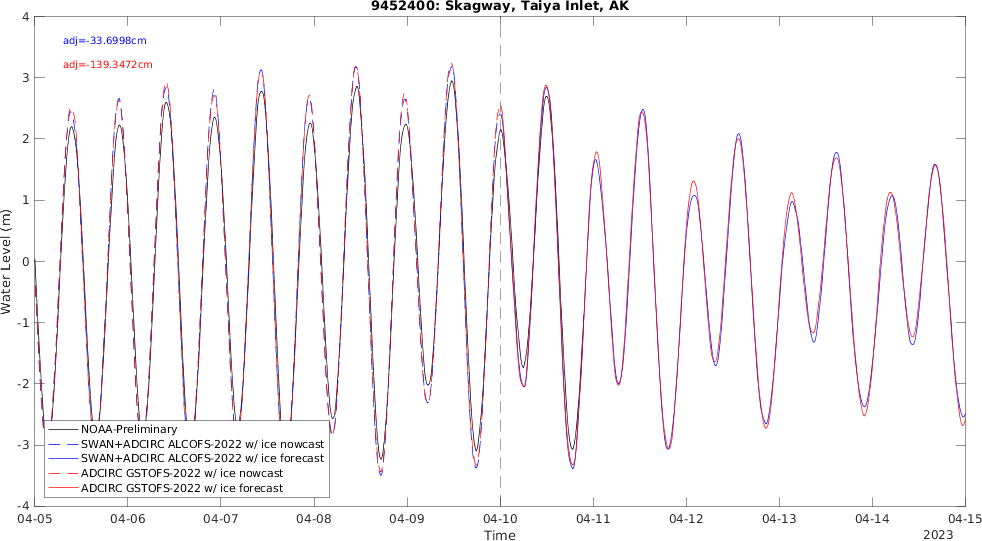 9452400: Skagway, Taiya Inlet, AK
adj=-33.6998cm
adj=-139.3472cm
Water Level (m)
4
3
2
1
0
-1
-2
-3
-4
NOAA-Preliminary
SWAN+ADCIRC ALCOFS-2022 w/ ice nowcast
SWAN+ADCIRC ALCOFS-2022 w/ ice forecast
ADCIRC GSTOFS-2022 w/ ice nowcast
ADCIRC GSTOFS-2022 w/ ice forecast
04-05 04-06 04-07 04-08 04-09 04-10 04-11 04-12 04-13 04-14 04-15
Time
2023